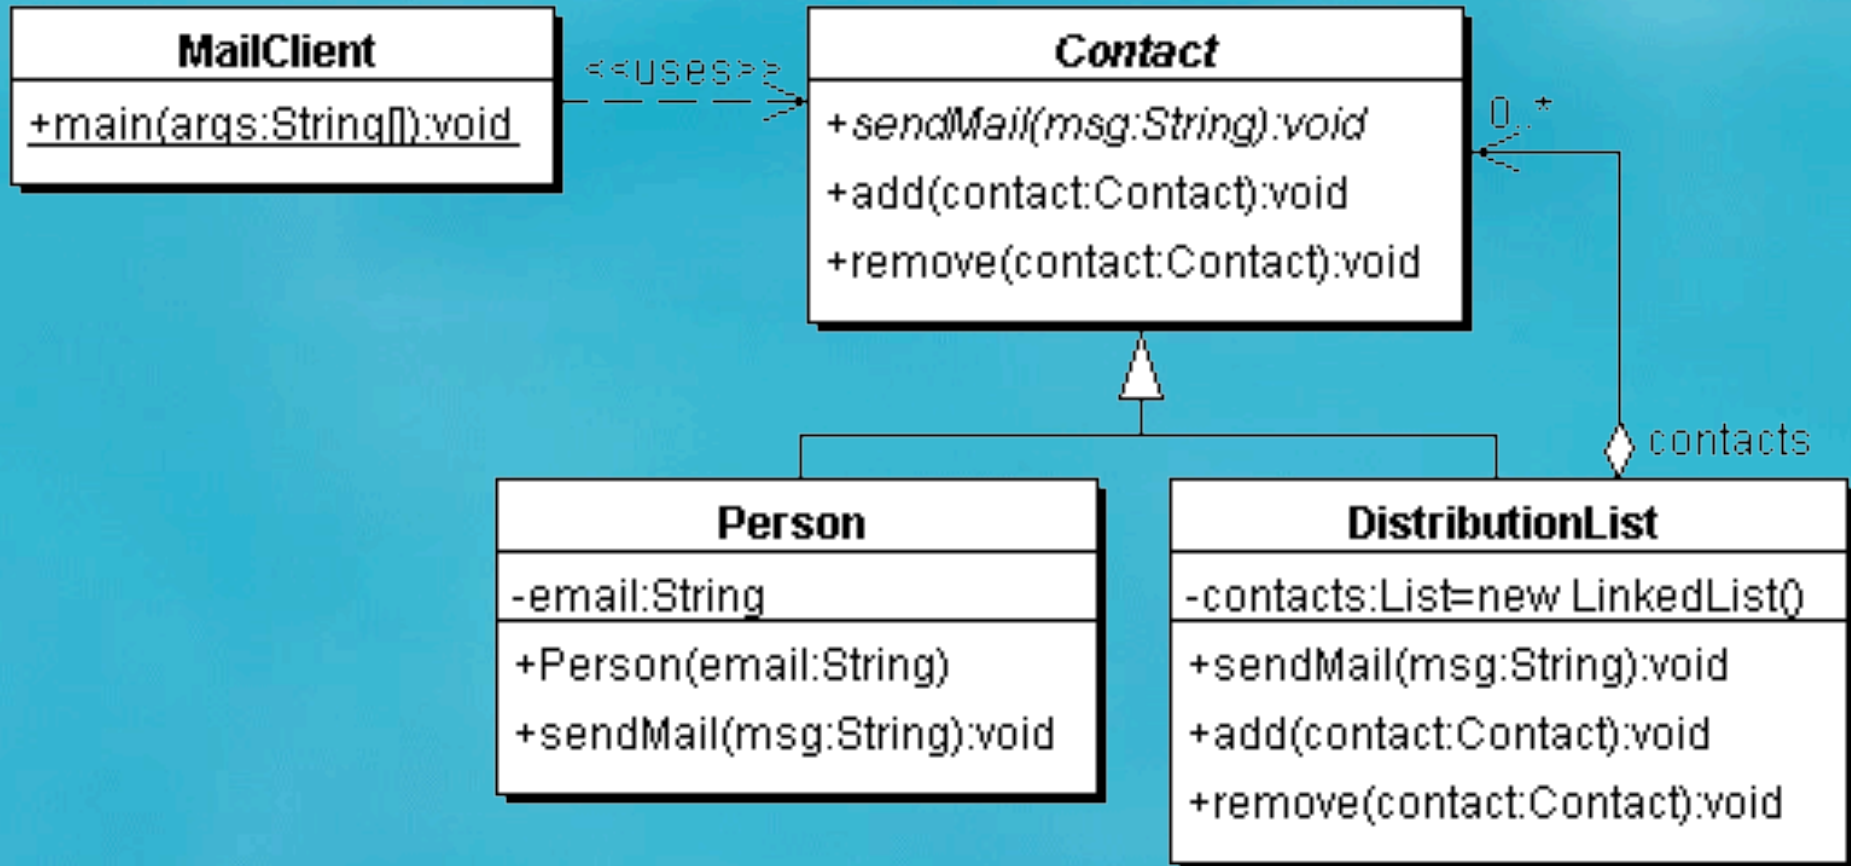 MailClient
+main(args:String[]):void
<<uses>>
Contact
+sendMail(msg:String):void
+add(contact:Contact):void
+remove(contact:Contact):void
0..*
contacts
Person
-email:String
+Person(email:String)
+sendMail(msg:String):void
DistributionList
-contacts:List=new LinkedList()
+sendMail(msg:String):void
+add(contact:Contact):void
+remove(contact:Contact):void